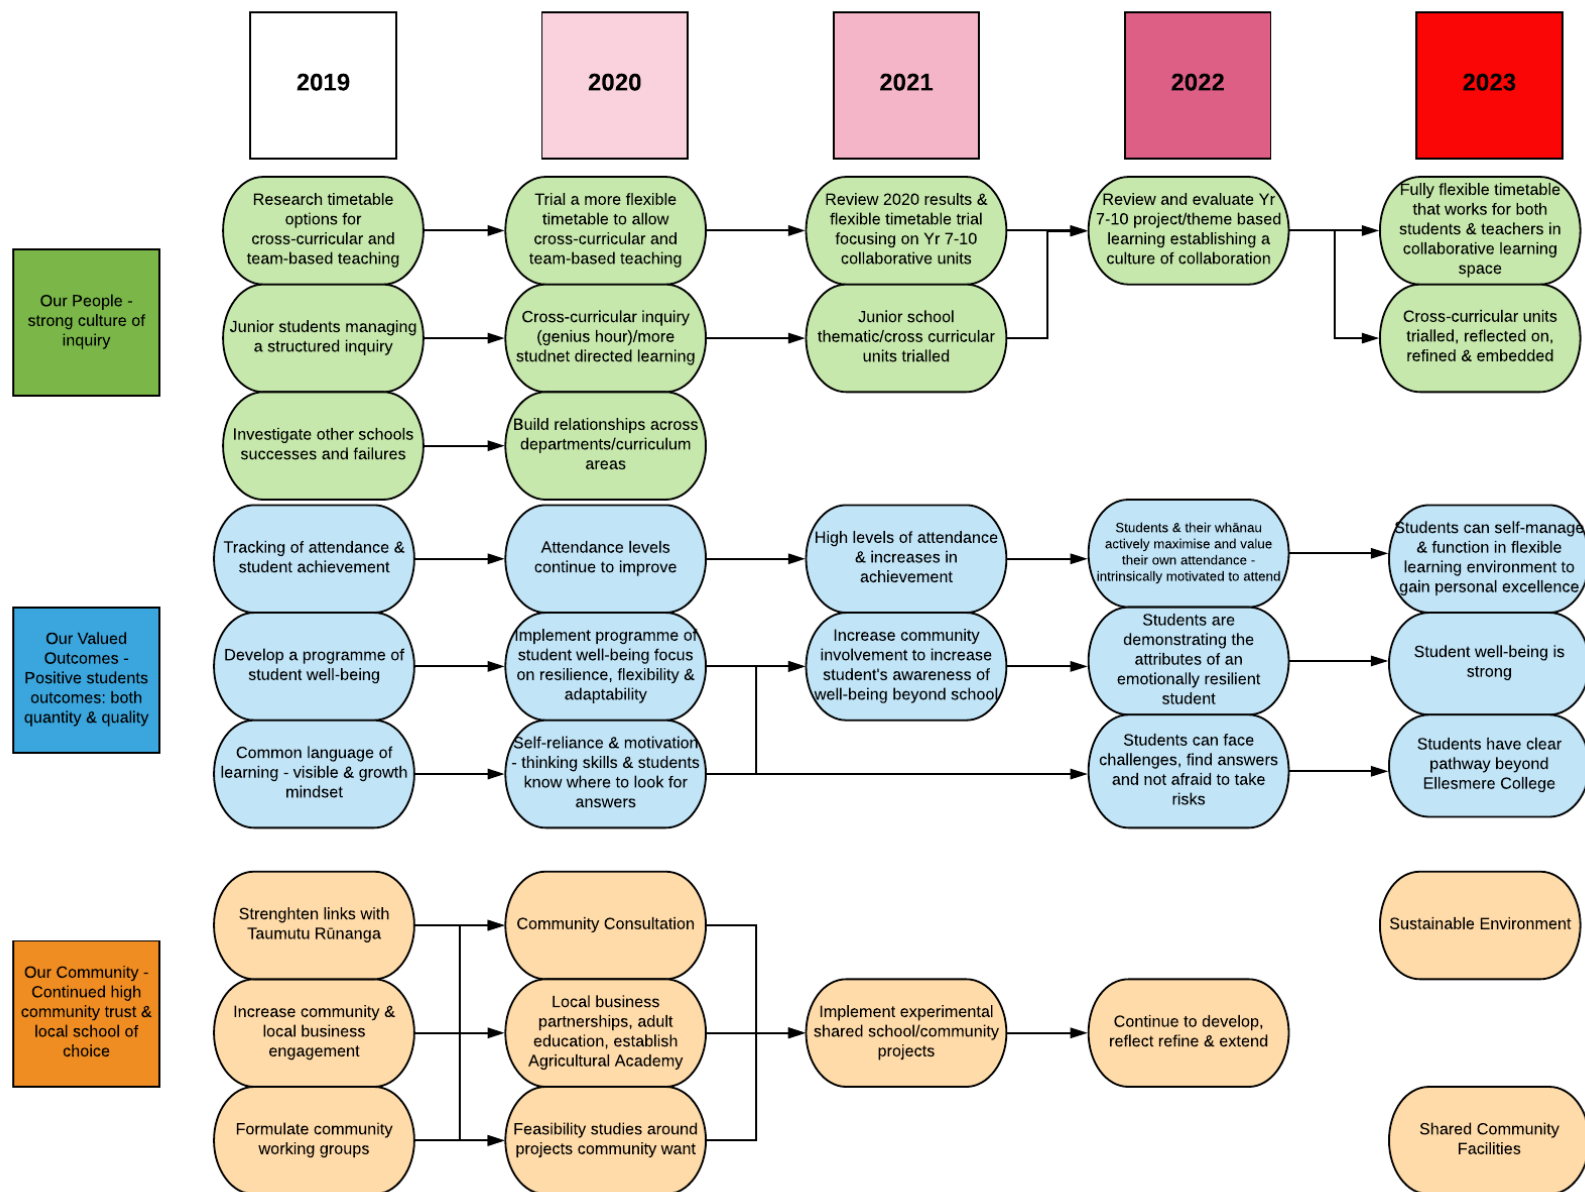 2019
2020
2021
2022
2023
Our People -
strong culture of
inquiry
Research timetable
options for
cross-curricular and
team-based teaching
Trial a more flexible
timetable to allow
cross-curricular and
team-based teaching
Review 2020 results &
flexible timetable trial
focusing on Yr 7-10
collaborative units
Review and evaluate Yr
7-10 project/theme based
learning establishing a
culture of collaboration
Fully flexible timetable
that works for both
students & teachers in
collaborative learning
space
Junior students managing
a structured inquiry
Cross-curricular inquiry
(genius hour)/more
studnet directed learning
Junior school
thematic/cross curricular
units trialled
Cross-curricular units
trialled, reflected on,
refined & embedded
Investigate other schools
successes and failures
Build relationships across
departments/curriculum
areas
Our Valued
Outcomes -
Positive students
outcomes: both
quantity & quality
Tracking of attendance &
student achievement
Attendance levels
continue to improve
High levels of attendance
& increases in
achievement
Students & their whānau
actively maximise and value
their own attendance -
intrinsically motivated to attend
Students can self-manage
& function in flexible
learning environment to
gain personal excellence
Develop a programme of
student well-being
Implement programme of
student well-being focus
on resilience, flexibility &
adaptability
Increase community
involvement to increase
student's awareness of
well-being beyond school
Students are
demonstrating the
attributes of an
emotionally resilient
student
Student well-being is
strong
Common language of
learning - visible & growth
mindset
Self-reliance & motivation
- thinking skills & students
know where to look for
answers
Students can face
challenges, find answers
and not afraid to take
risks
Students have clear
pathway beyond
Ellesmere College
Our Community -
Continued high
community trust &
local school of
choice
Strenghten links with
Taumutu Rūnanga
Community Consultation
Sustainable Environment
Increase community &
local business
engagement
Local business
partnerships, adult
education, establish
Agricultural Academy
Implement experimental
shared school/community
projects
Continue to develop,
reflect refine & extend
Formulate community
working groups
Feasibility studies around
projects community want
Shared Community
Facilities